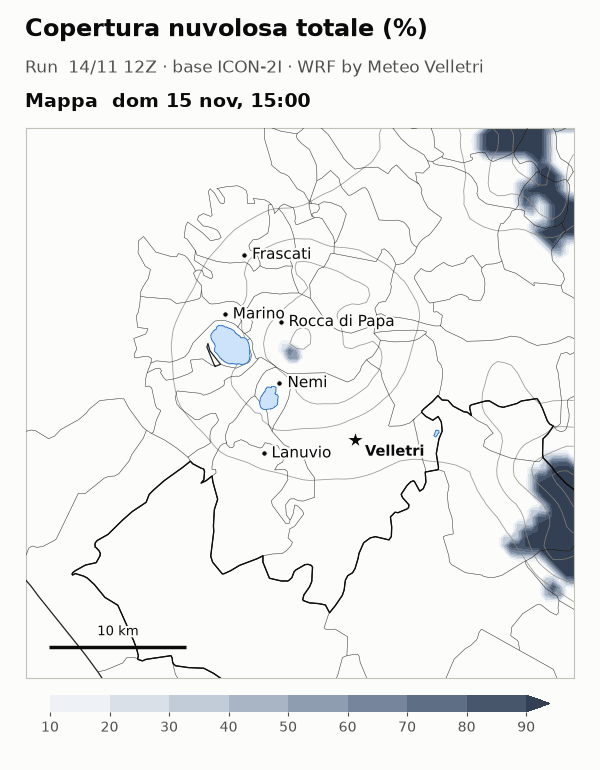 Copertura nuvolosa totale (%)
Run  14/11 12Z · base ICON-2I · WRF by Meteo Velletri
Mappa  dom 15 nov, 15:00
Frascati
Marino
Rocca di Papa
Nemi
Velletri
Lanuvio
10 km
10 20 30 40 50 60 70 80 90